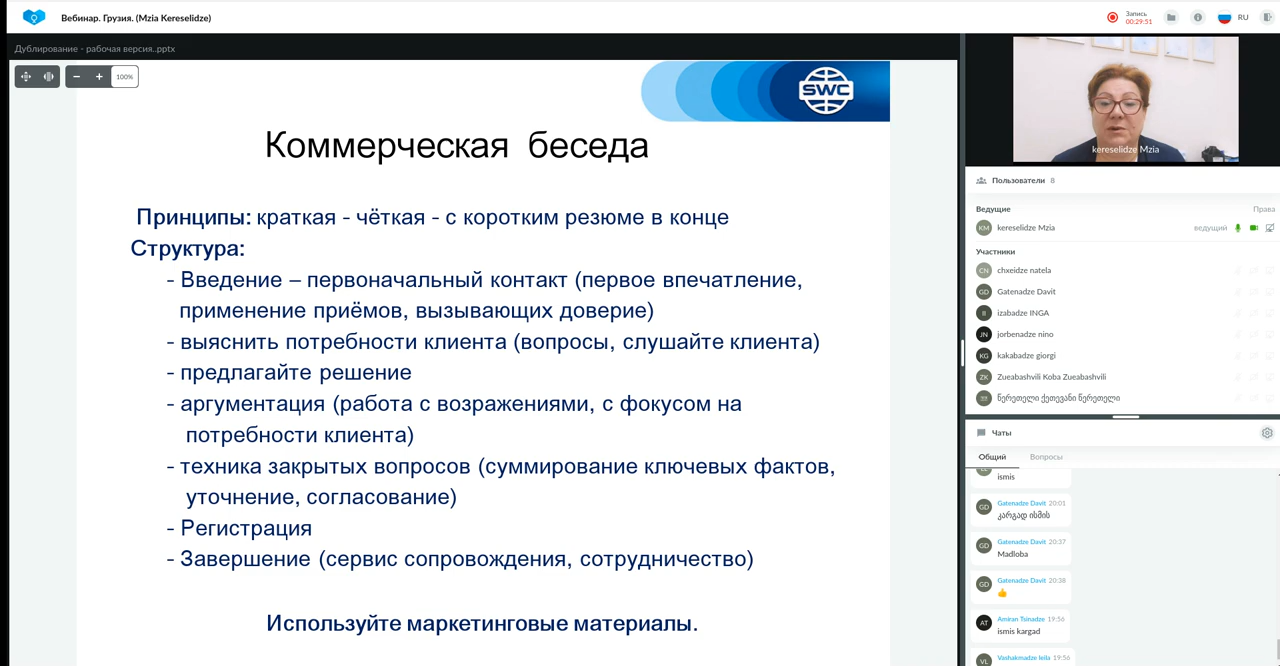 Вебинар. Грузия. (Mzia Kereselidze)
Запись
00:29:51
RU
Дублирование - рабочая версия..pptx
100%
SWC
Коммерческая беседа
Принципы: краткая - чёткая - с коротким резюме в конце
Структура:
- Введение – первоначальный контакт (первое впечатление,
применение приёмов, вызывающих доверие)
- выяснить потребности клиента (вопросы, слушайте клиента)
- предлагайте решение
- аргументация (работа с возражениями, с фокусом на
потребности клиента)
- техника закрытых вопросов (суммирование ключевых фактов,
уточнение, согласование)
- Регистрация
- Завершение (сервис сопровождения, сотрудничество)
Используйте маркетинговые материалы.
kereselidze Mzia
Пользователи 8
Ведущие Права
KM kereselidze Mzia ведущий
Участники
CN chxeidze natela
GD Gatenadze Davit
II izabadze INGA
JN jorbenadze nino
KG kakabadze giorgi
ZK Zueabashvili Koba Zueabashvili
წერეთელი ქეთევანი წერეთელი
Чаты
Общий Вопросы
ismis
GD Gatenadze Davit 20:01
კარგად ისმის
GD Gatenadze Davit 20:37
Madloba
GD Gatenadze Davit 20:38
👍
AT Amiran Tsinadze 19:56
ismis kargad
VL Vashakmadze leila 19:56